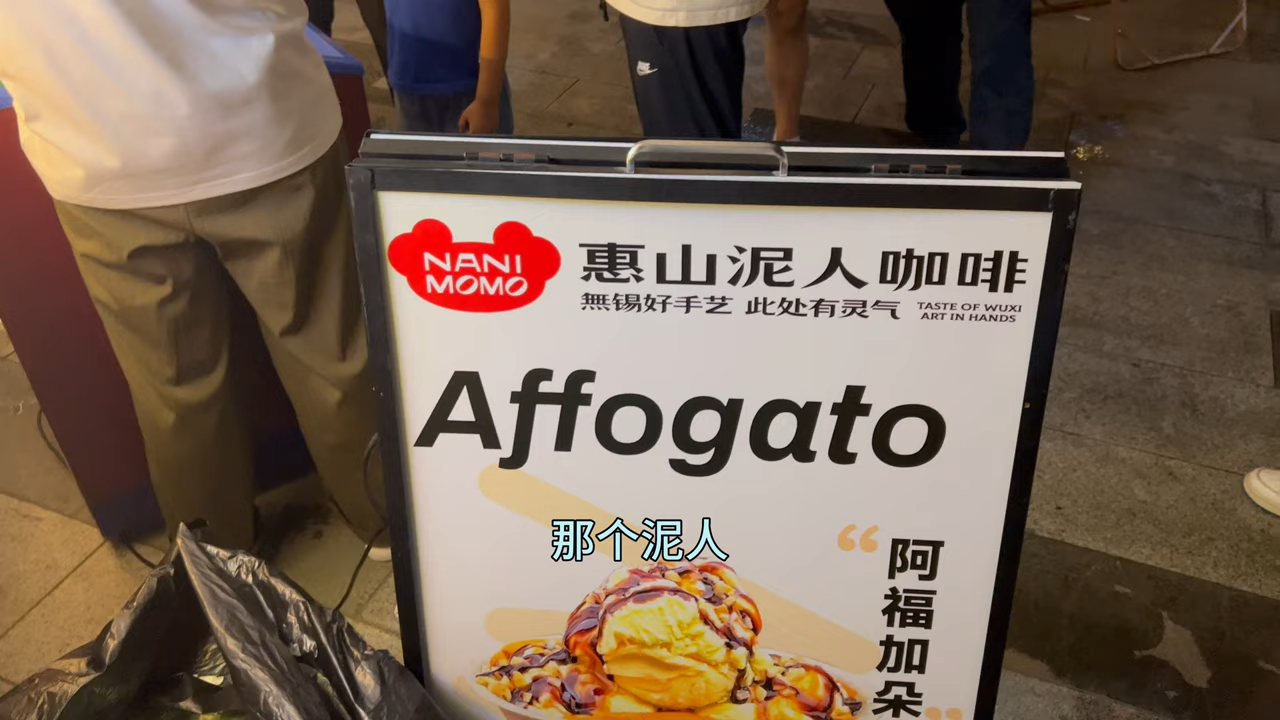 NANI
MOMO
惠山泥人咖啡
無锡好手艺 此处有灵气
TASTE OF WUXI
ART IN HANDS
Affogato
那个泥人
“阿福加朵”